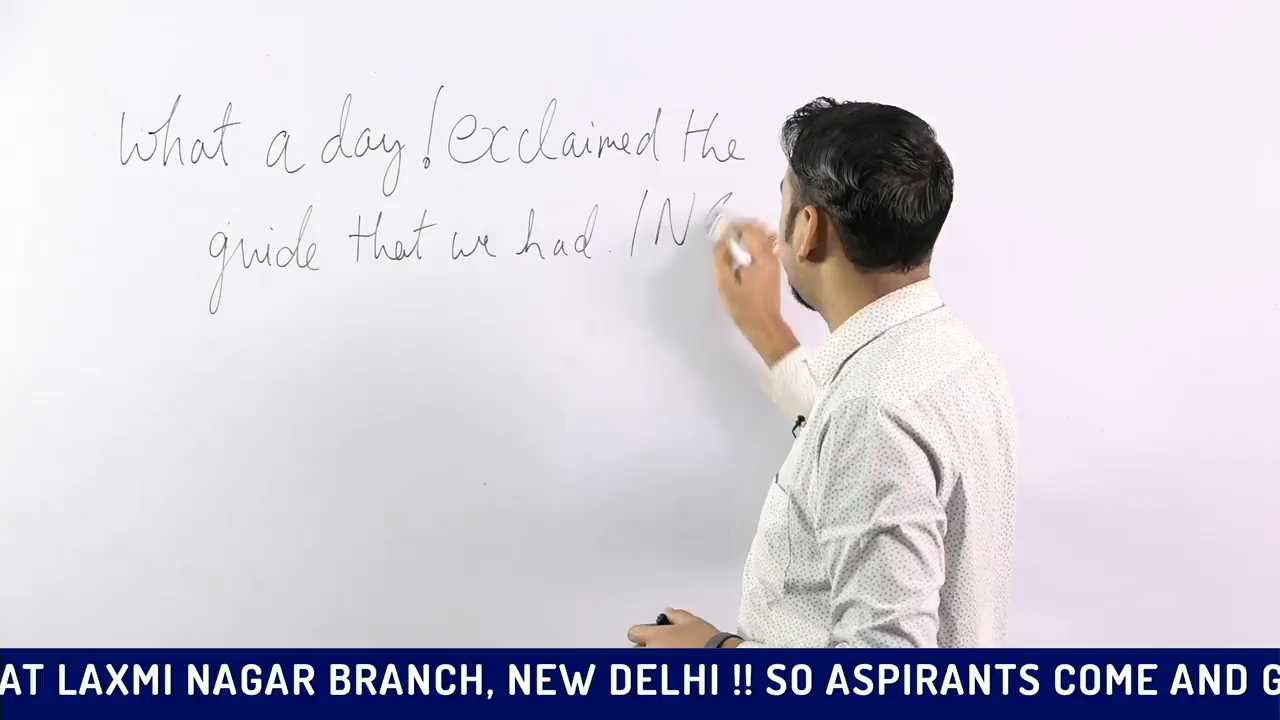 What a day! exclaimed the
guide that we had. / N
AT LAXMI NAGAR BRANCH, NEW DELHI !! SO ASPIRANTS COME AND G